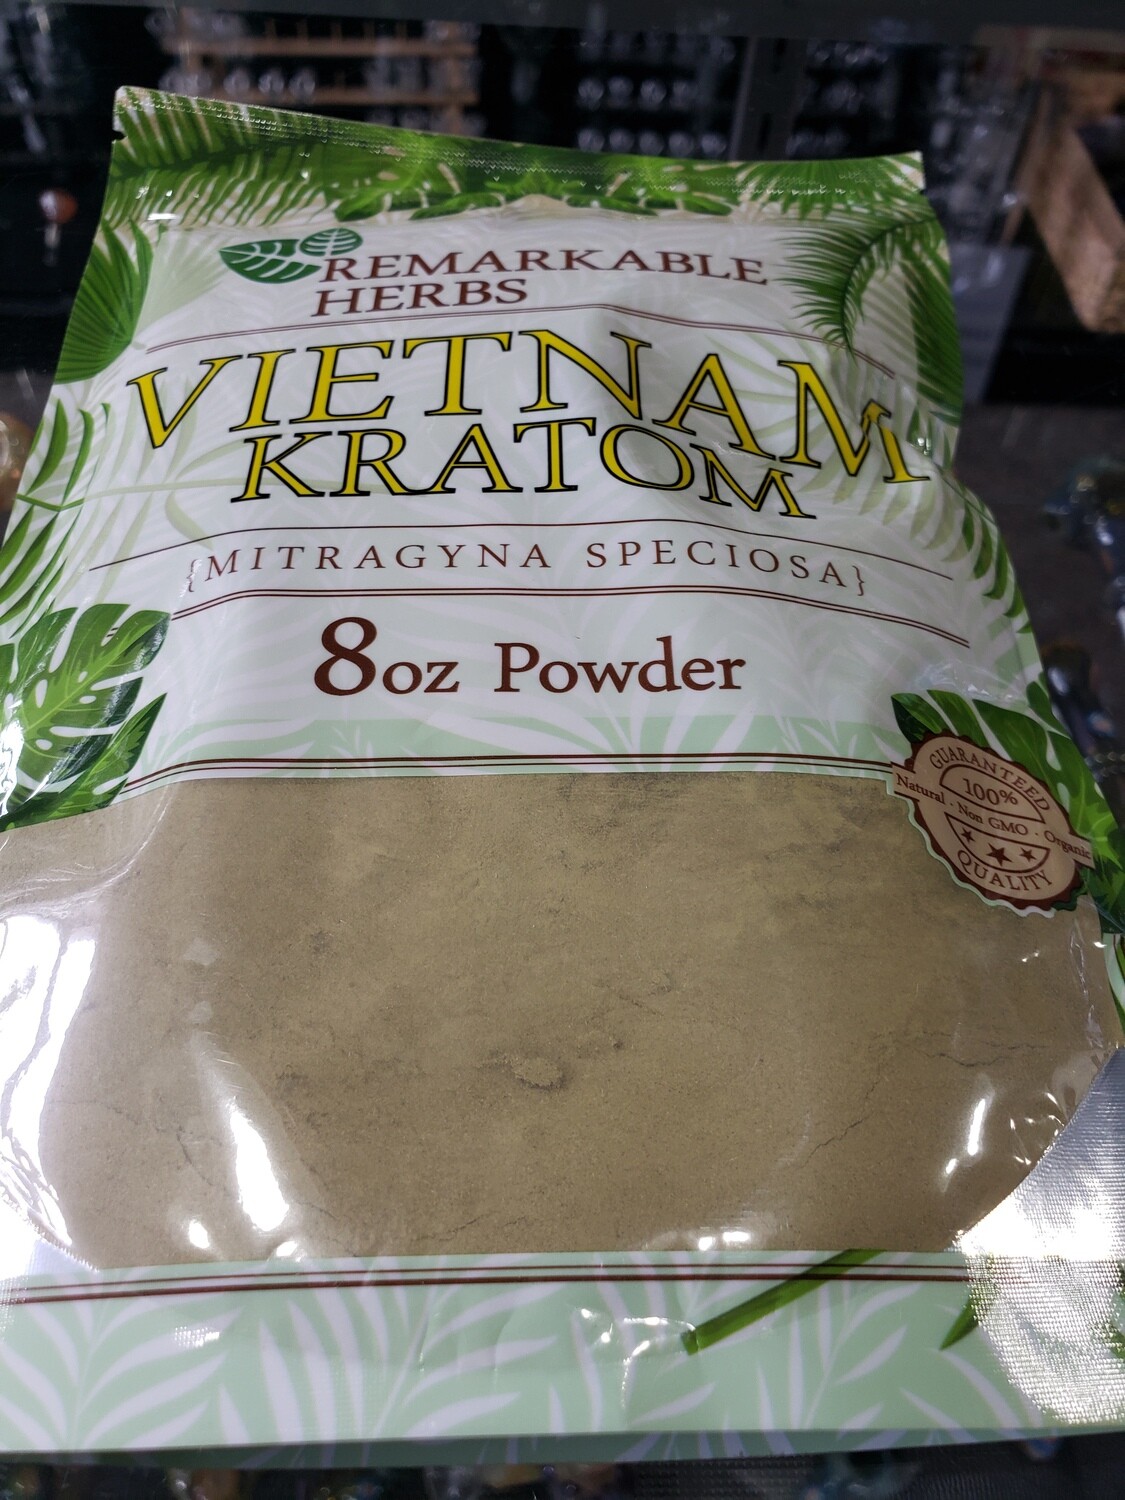 REMARKABLE
HERBS
VIETNAM
KRATOM
{MITRAGYNA SPECIOSA}
8oz Powder
GUARANTEED
100%
Natural · Non GMO · Organic
QUALITY